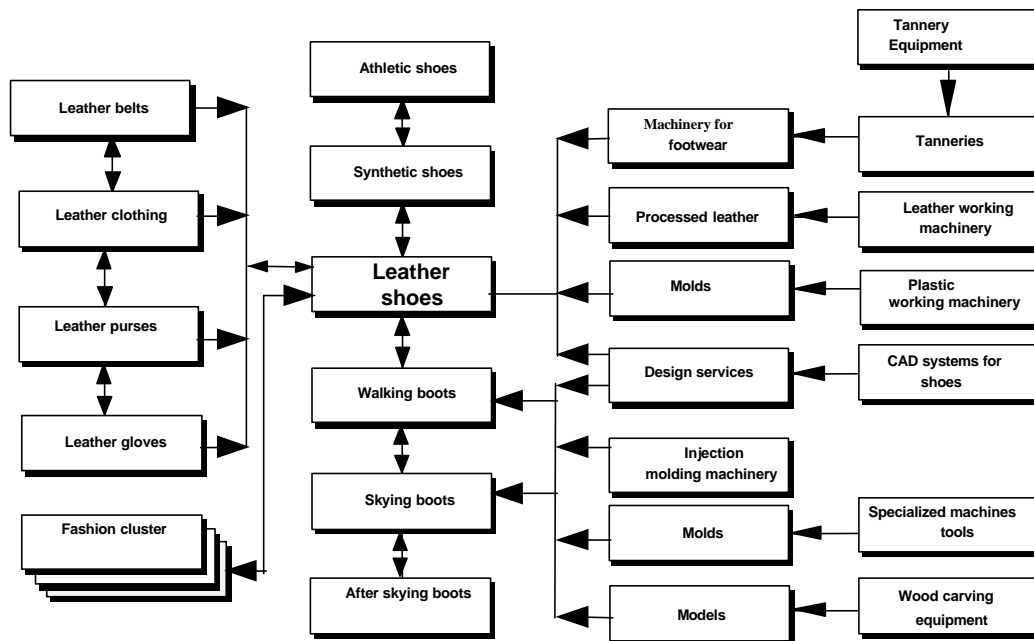 Leather belts
Leather clothing
Leather purses
Leather gloves
Fashion cluster
Athletic shoes
Synthetic shoes
Leather
shoes
Walking boots
Skying boots
After skying boots
Machinery for
footwear
Processed leather
Molds
Design services
Injection
molding machinery
Molds
Models
Tannery
Equipment
Tanneries
Leather working
machinery
Plastic
working machinery
CAD systems for
shoes
Specialized machines
tools
Wood carving
equipment